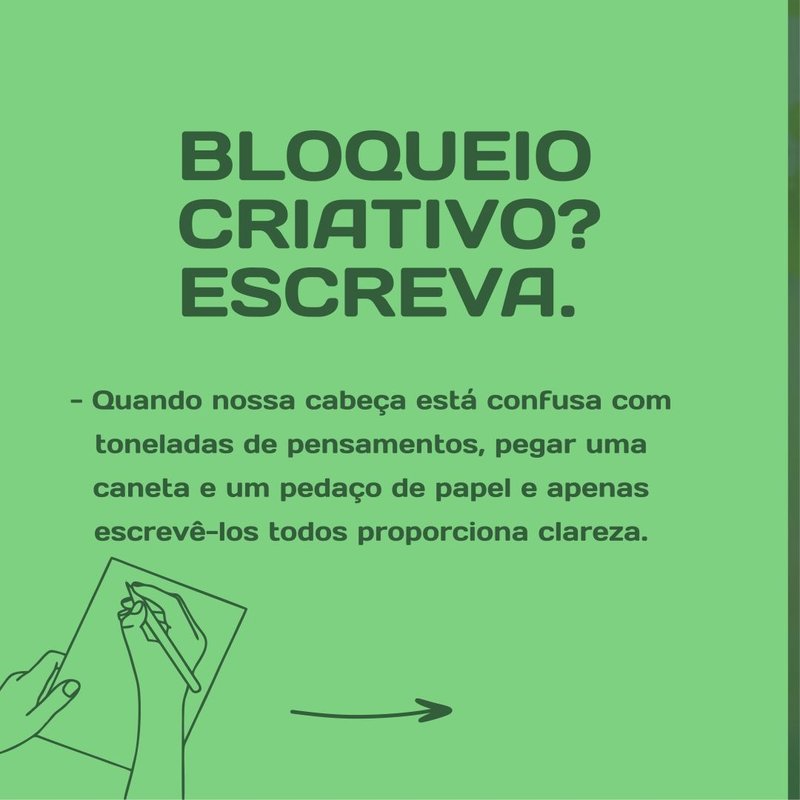 BLOQUEIO
CRIATIVO?
ESCREVA.
- Quando nossa cabeça está confusa com
toneladas de pensamentos, pegar uma
caneta e um pedaço de papel e apenas
escrevê-los todos proporciona clareza.